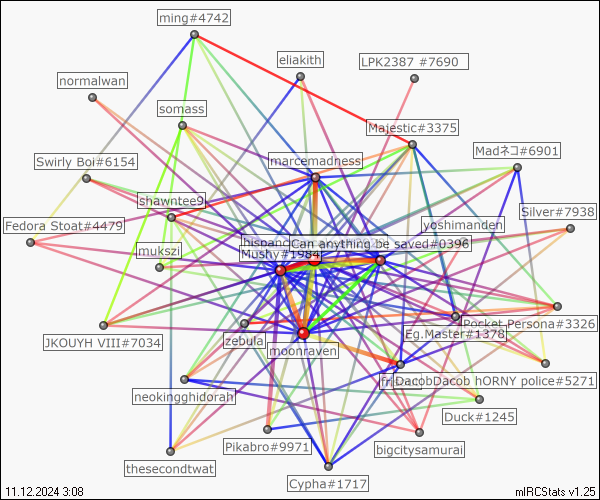 ming#4742
eliakith
LPK2387 #7690
normalwan
somass
Majestic#3375
Madネコ#6901
marcemadness
Swirly Boi#6154
shawntee9
Silver#7938
Fedora Stoat#4479
yoshimanden
Can anything be saved#0396
mukszi
Mushy#1984
Pocket Persona#3326
Eg.Master#1378
zebula
JKOUYH VIII#7034
moonraven
DacobDacob hORNY police#5271
neokingghidorah
Duck#1245
Pikabro#9971
bigcitysamurai
thesecondtwat
Cypha#1717
11.12.2024 3:08
mIRCStats v1.25